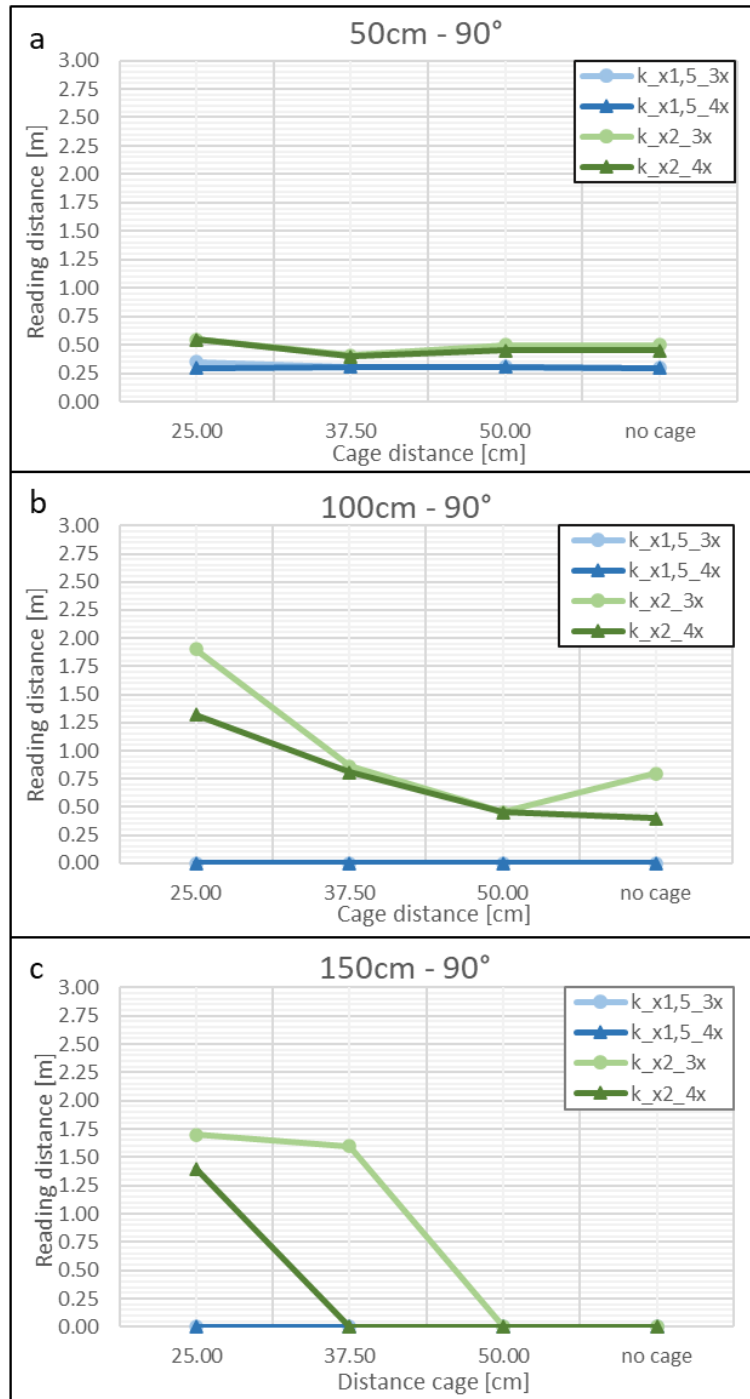 a
50cm - 90°
3.00
2.75
2.50
2.25
2.00
1.75
1.50
1.25
1.00
0.75
0.50
0.25
0.00
Reading distance [m]
k_x1,5_3x
k_x1,5_4x
k_x2_3x
k_x2_4x
25.00 37.50 50.00 no cage
Cage distance [cm]
b
100cm - 90°
3.00
2.75
2.50
2.25
2.00
1.75
1.50
1.25
1.00
0.75
0.50
0.25
0.00
Reading distance [m]
k_x1,5_3x
k_x1,5_4x
k_x2_3x
k_x2_4x
25.00 37.50 50.00 no cage
Cage distance [cm]
c
150cm - 90°
3.00
2.75
2.50
2.25
2.00
1.75
1.50
1.25
1.00
0.75
0.50
0.25
0.00
Reading distance [m]
k_x1,5_3x
k_x1,5_4x
k_x2_3x
k_x2_4x
25.00 37.50 50.00 no cage
Distance cage [cm]